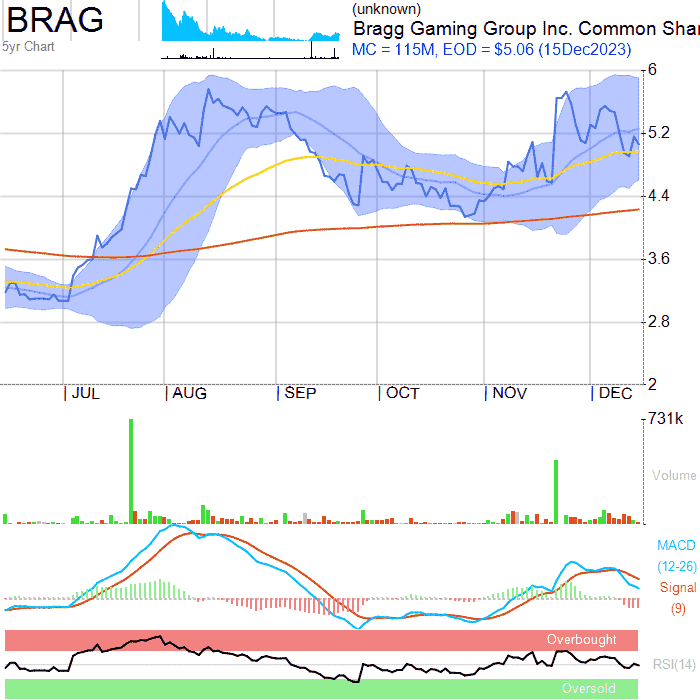 BRAG
5yr Chart
(unknown)
Bragg Gaming Group Inc. Common Shar
MC = 115M, EOD = $5.06 (15Dec2023)
6
5.2
4.4
3.6
2.8
2
JUL AUG SEP OCT NOV DEC
731k
Volume
MACD
(12-26)
Signal
(9)
Overbought
RSI(14)
Oversold